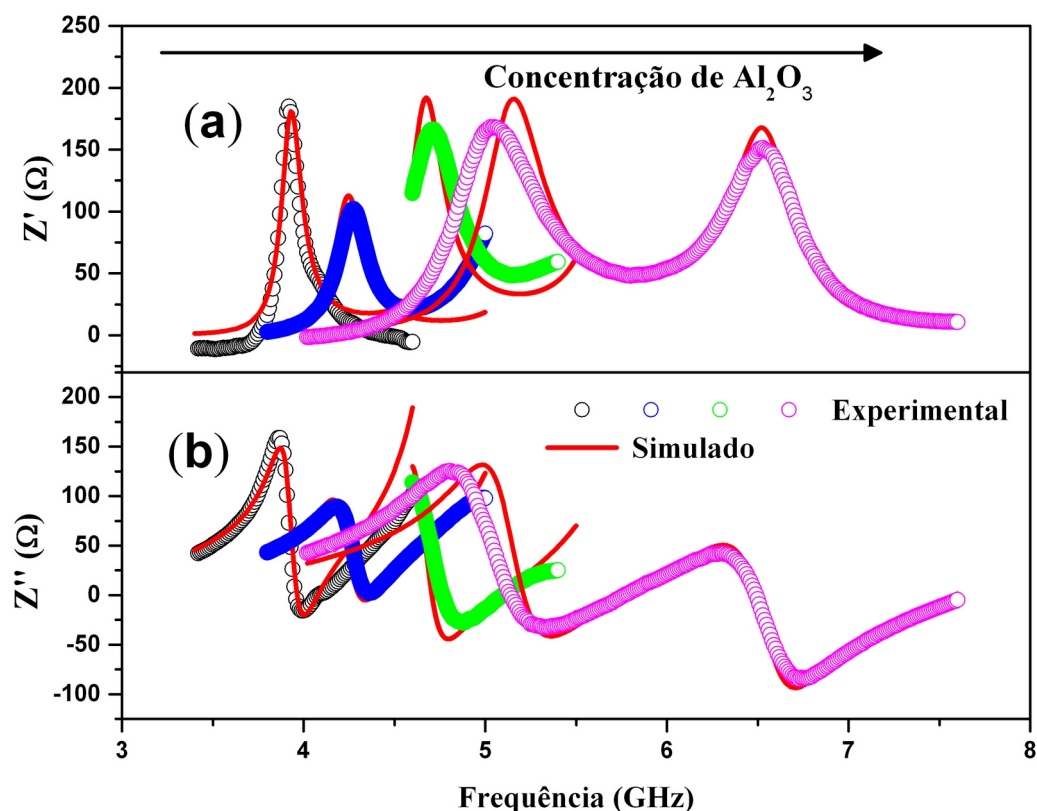 250
200
150
100
50
0
Z' (Ω)
Concentração de Al₂O₃
(a)
200
150
100
50
0
-50
-100
Z'' (Ω)
(b)
Experimental
Simulado
3 4 5 6 7 8
Frequência (GHz)